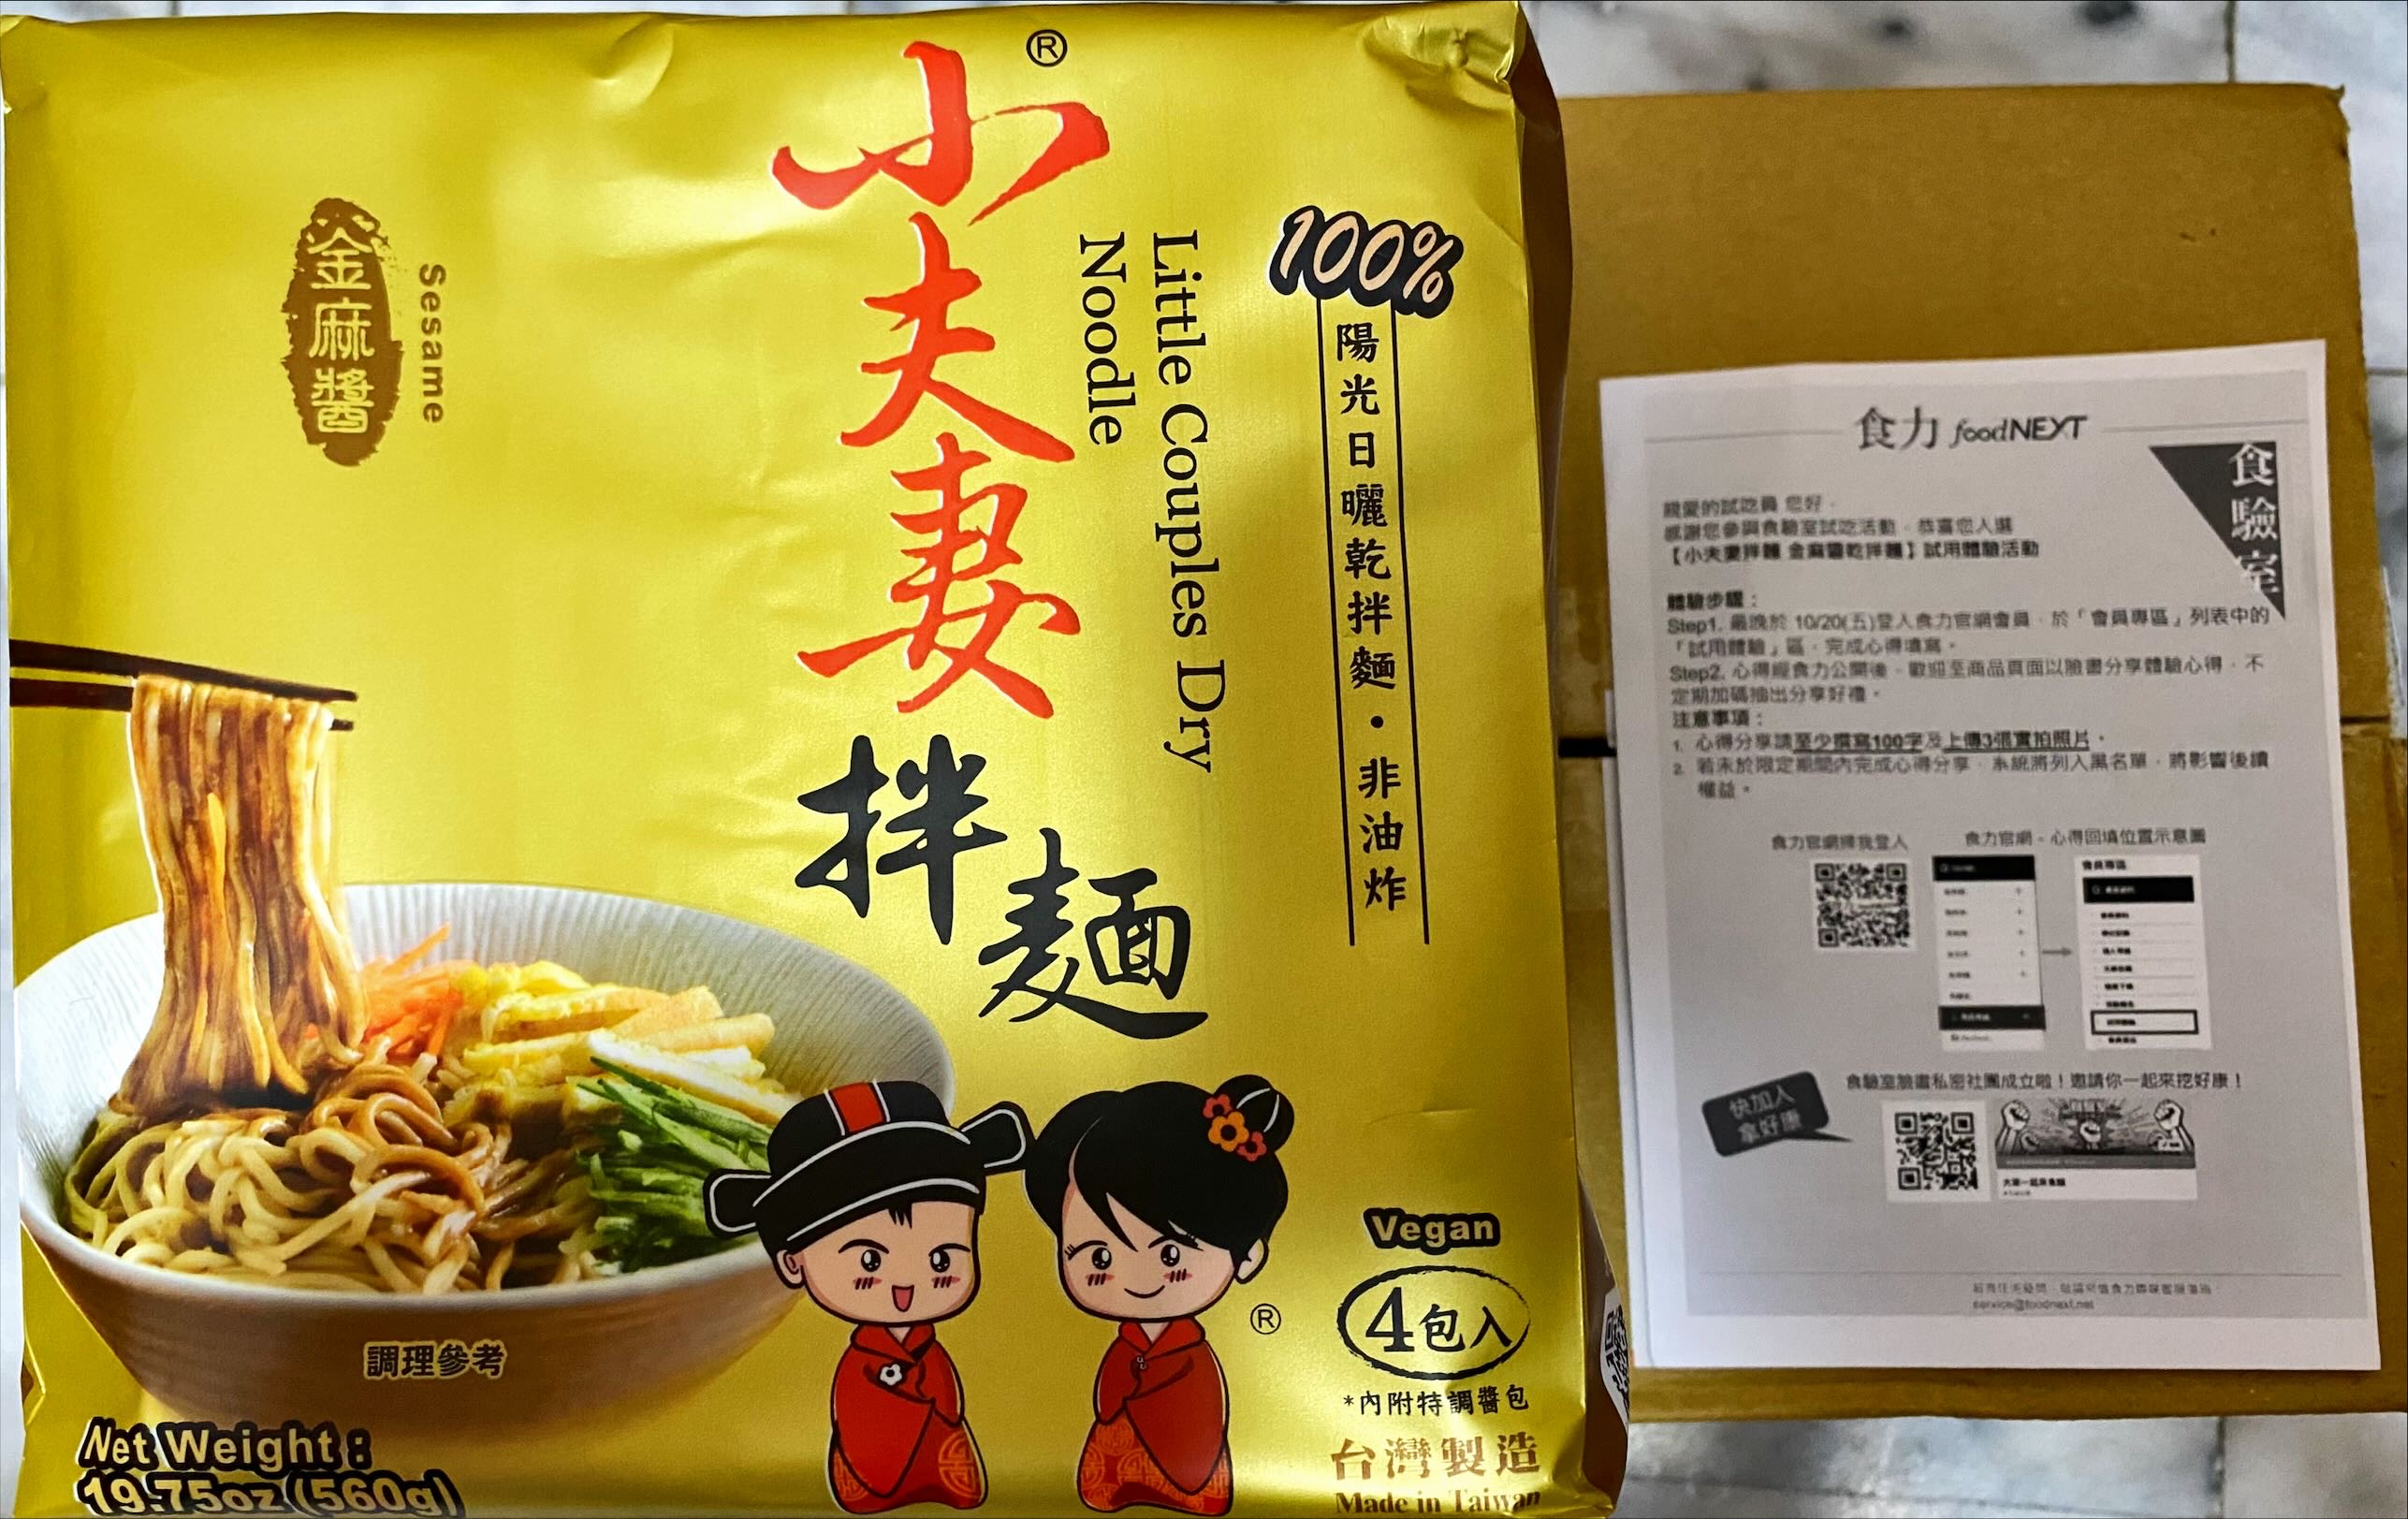 小夫妻
®
拌麵
Little Couples Dry
Noodle
100%
陽光日曬乾拌麵・非油炸
金麻醬
Sesame
調理參考
Net Weight :
19.75oz (560g)
®
Vegan
4包入
*內附特調醬包
台灣製造
Made in Taiwan
食力 foodNEXT
食驗室
親愛的試吃員 您好,
感謝您參與食驗室試吃活動，恭喜您入選
【小夫妻拌麵 金麻醬乾拌麵】試用體驗活動
體驗步驟：
Step1. 最晚於 10/20(五)登入食力官網會員，於「會員專區」列表中的
「試用體驗」區，完成心得填寫。
Step2. 心得經食力公開後，歡迎至商品頁面以臉書分享體驗心得，不
定期加碼抽出分享好禮。
注意事項：
1. 心得分享請至少撰寫100字及上傳3張實拍照片。
2. 若未於限定期間內完成心得分享，系統將列入黑名單，將影響後續
權益。
食力官網掃我登入
食力官網－心得回填位置示意圖
會員專區
快加入
拿好康
食驗室臉書私密社團成立啦！邀請你一起來挖好康！
service@foodnext.net